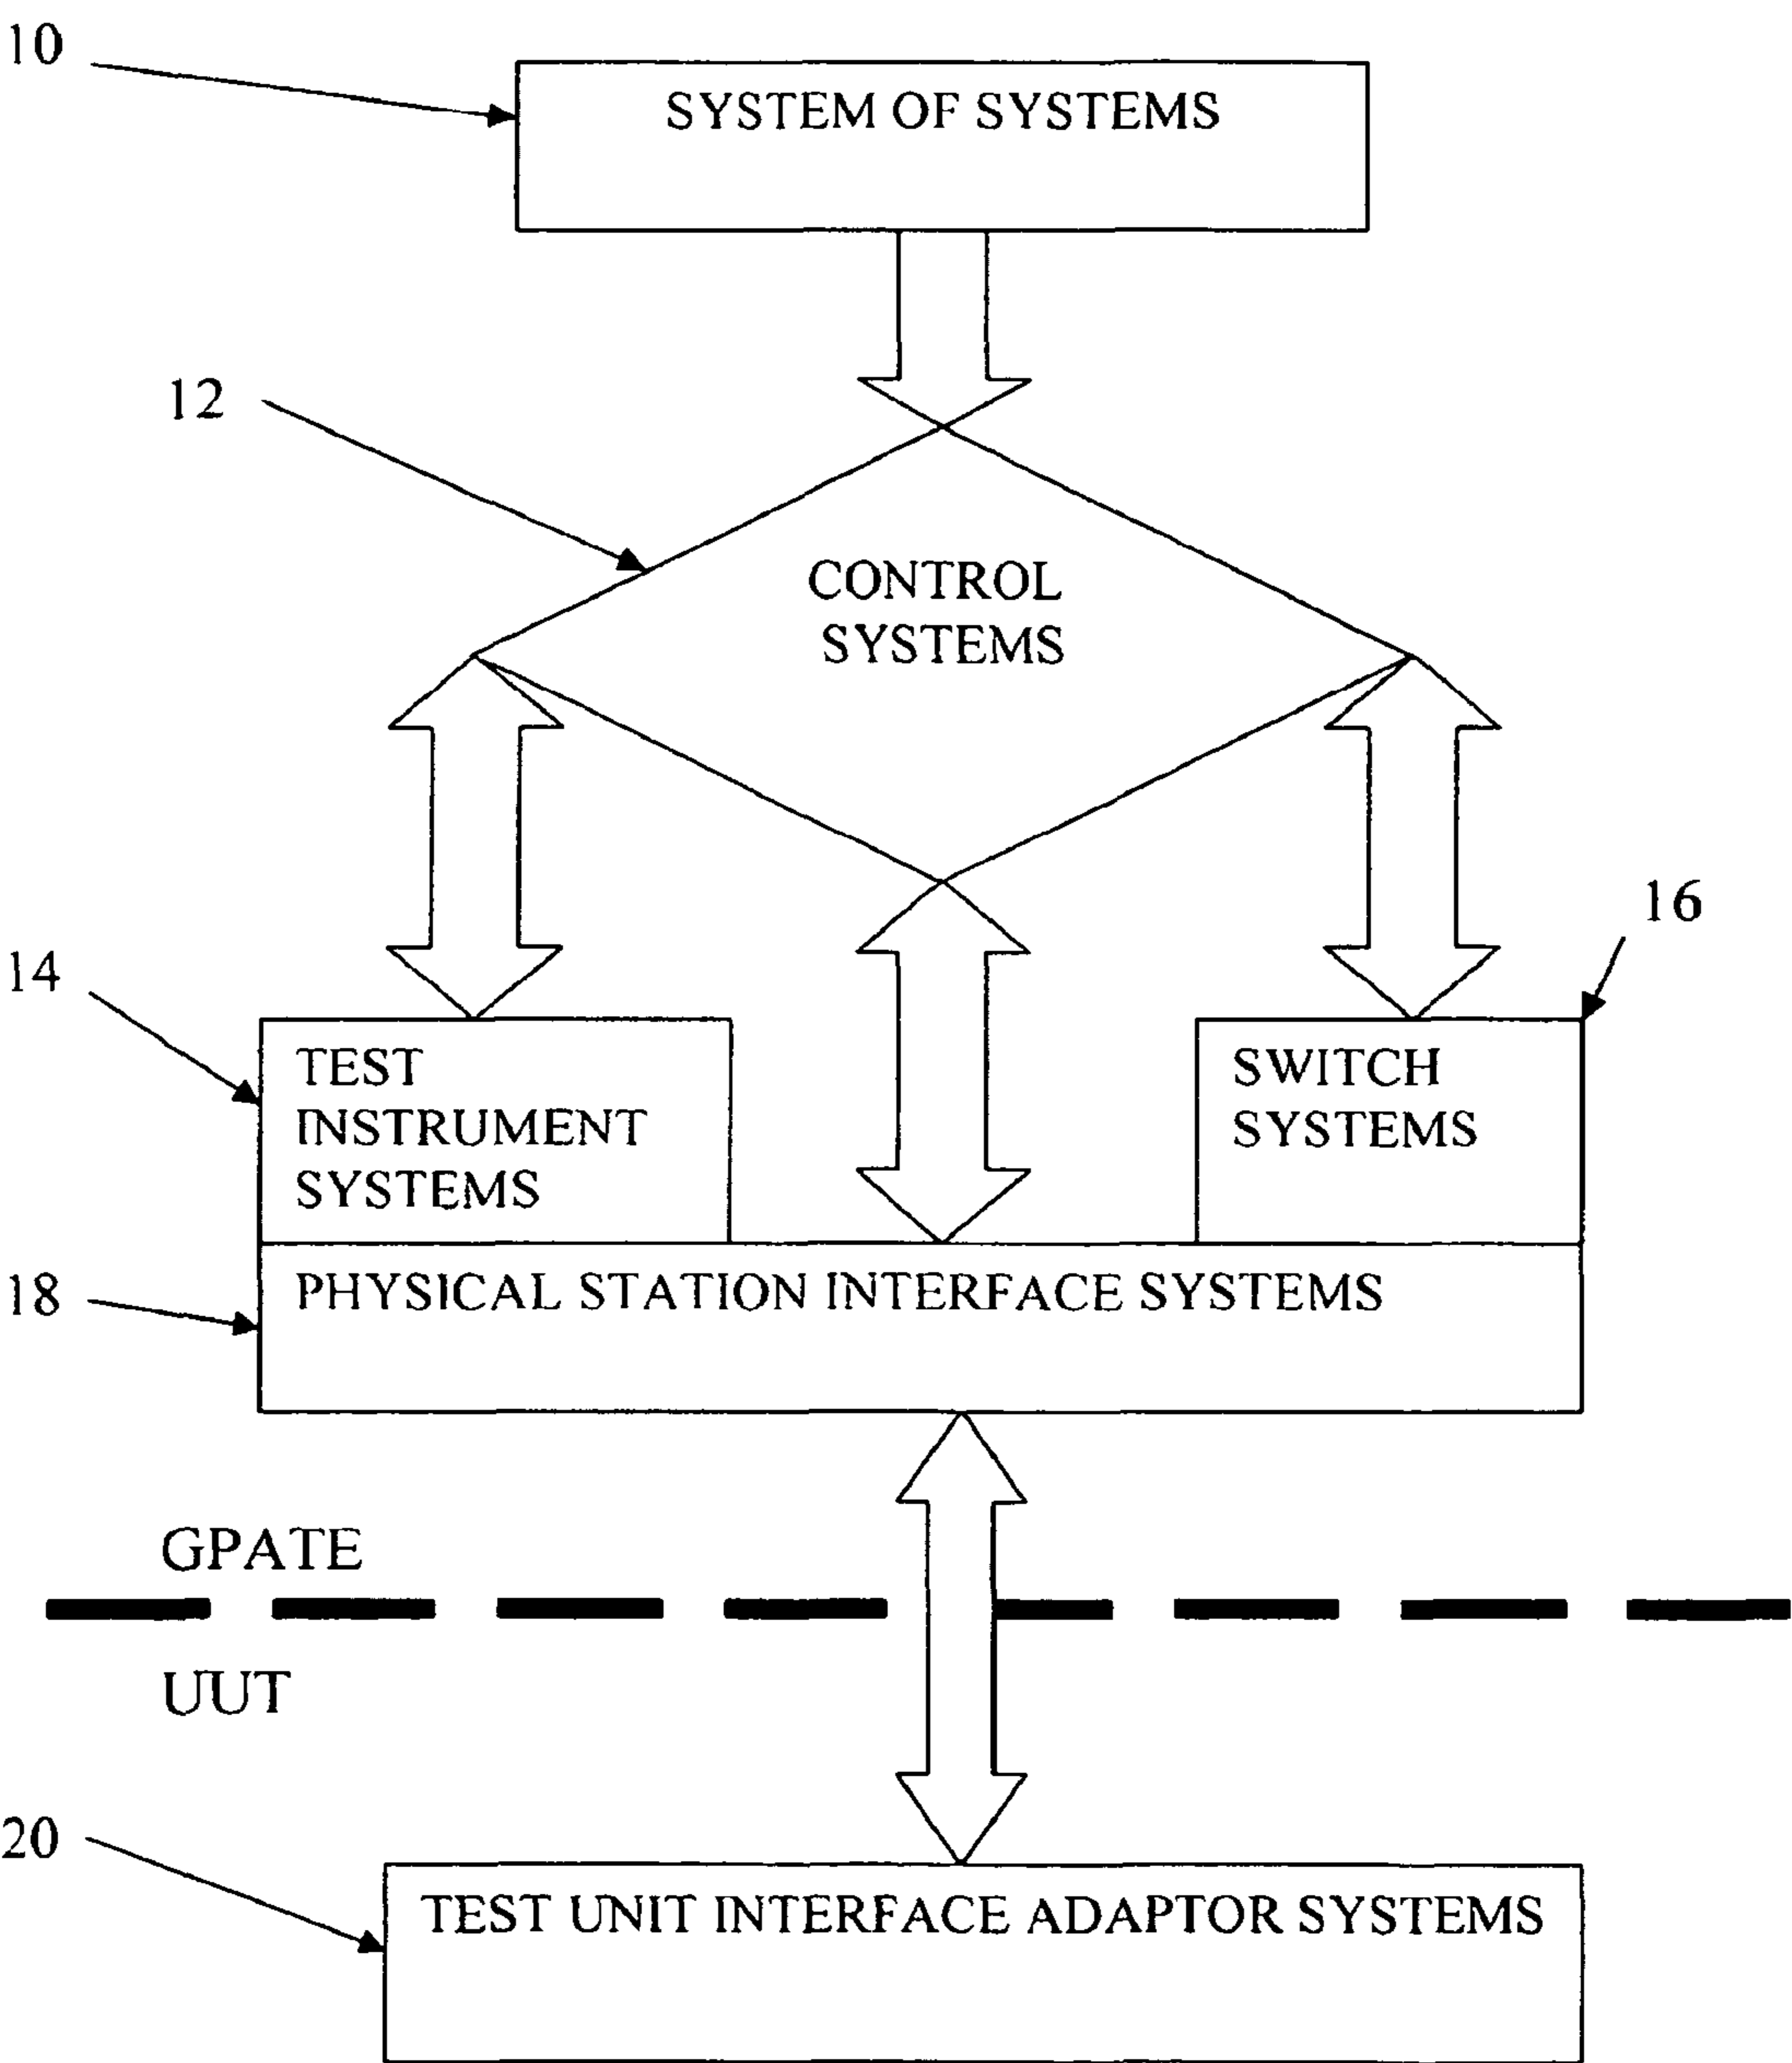 10
SYSTEM OF SYSTEMS
12
CONTROL
SYSTEMS
16
14
TEST
INSTRUMENT
SYSTEMS
SWITCH
SYSTEMS
18
PHYSICAL STATION INTERFACE SYSTEMS
GPATE
UUT
20
TEST UNIT INTERFACE ADAPTOR SYSTEMS